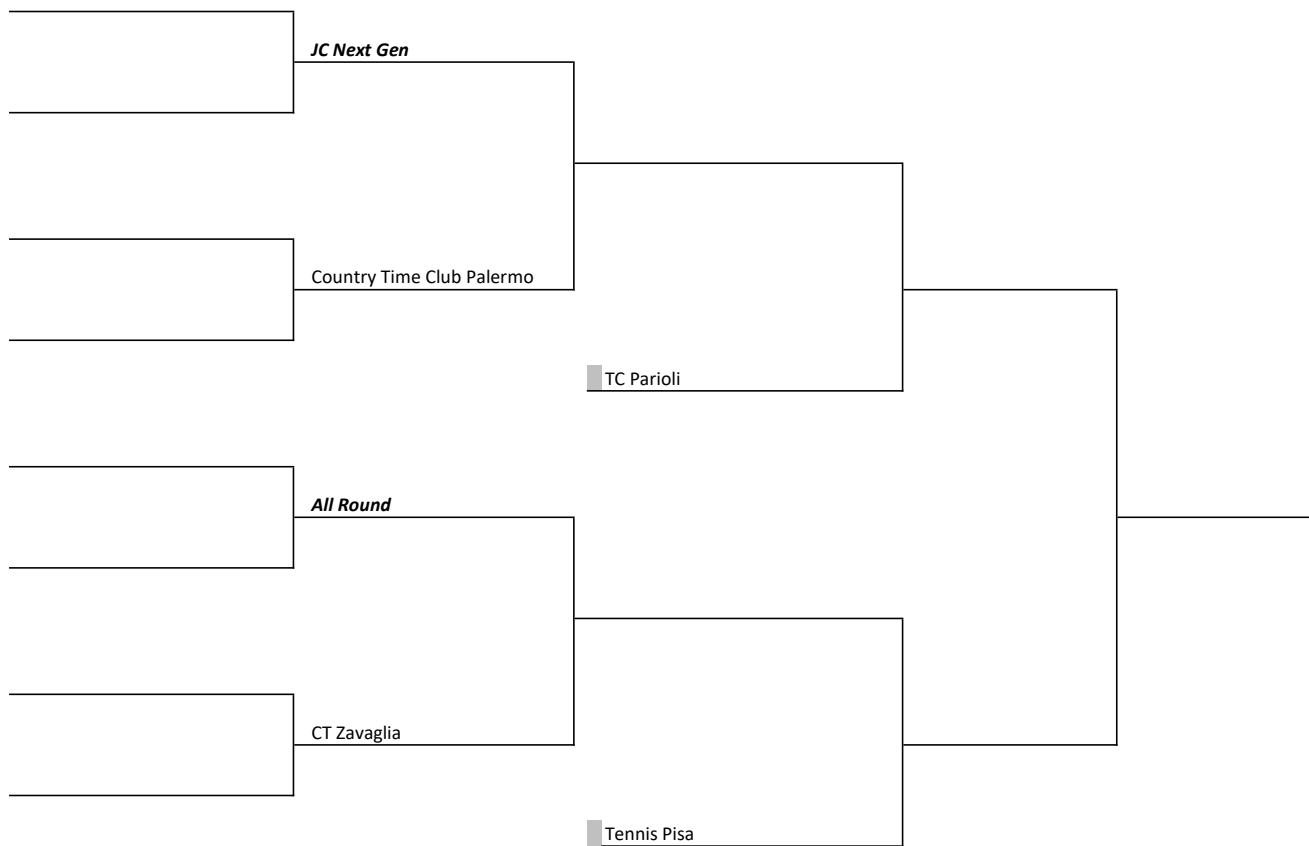 JC Next Gen
Country Time Club Palermo
TC Parioli
All Round
CT Zavaglia
Tennis Pisa